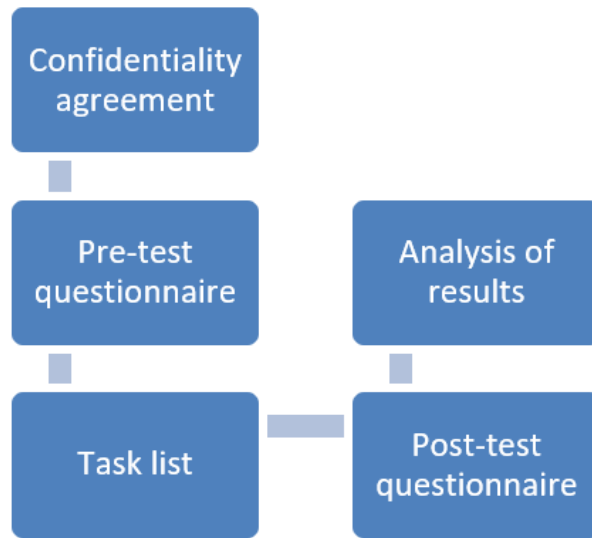 Confidentiality
agreement
Pre-test
questionnaire
Task list
Post-test
questionnaire
Analysis of
results